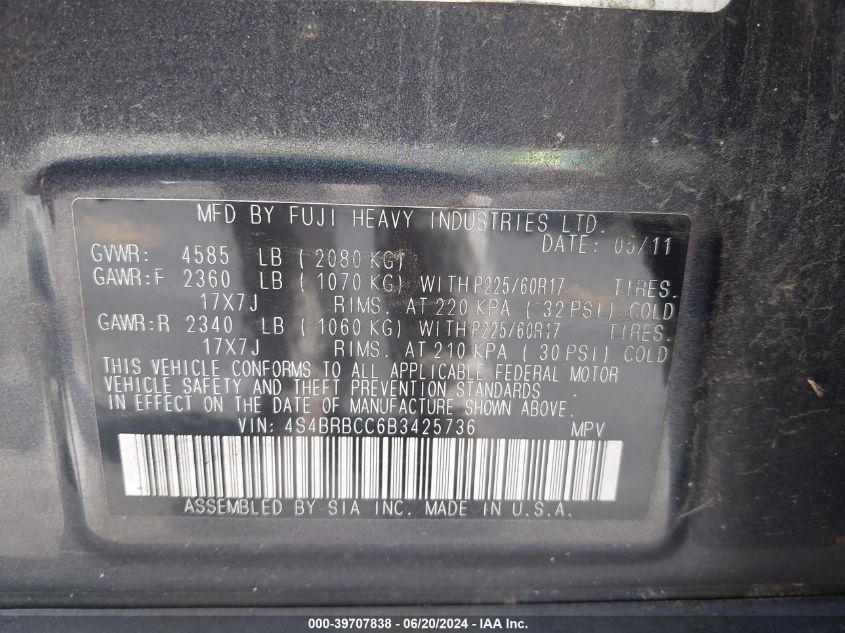 MFD BY FUJI HEAVY INDUSTRIES LTD.
DATE: 05/11
GVWR: 4585 LB ( 2080 KG)
GAWR:F 2360 LB ( 1070 KG) WITH P225/60R17 TIRES.
17X7J RIMS. AT 220 KPA ( 32 PSI) COLD
GAWR:R 2340 LB ( 1060 KG) WITH P225/60R17 TIRES.
17X7J RIMS. AT 210 KPA ( 30 PSI) COLD
THIS VEHICLE CONFORMS TO ALL APPLICABLE FEDERAL MOTOR
VEHICLE SAFETY AND THEFT PREVENTION STANDARDS .
IN EFFECT ON THE DATE OF MANUFACTURE SHOWN ABOVE.
VIN: 4S4BRBCC6B3425736 MPV
ASSEMBLED BY SIA INC. MADE IN U.S.A.
000-39707838 - 06/20/2024 - IAA Inc.